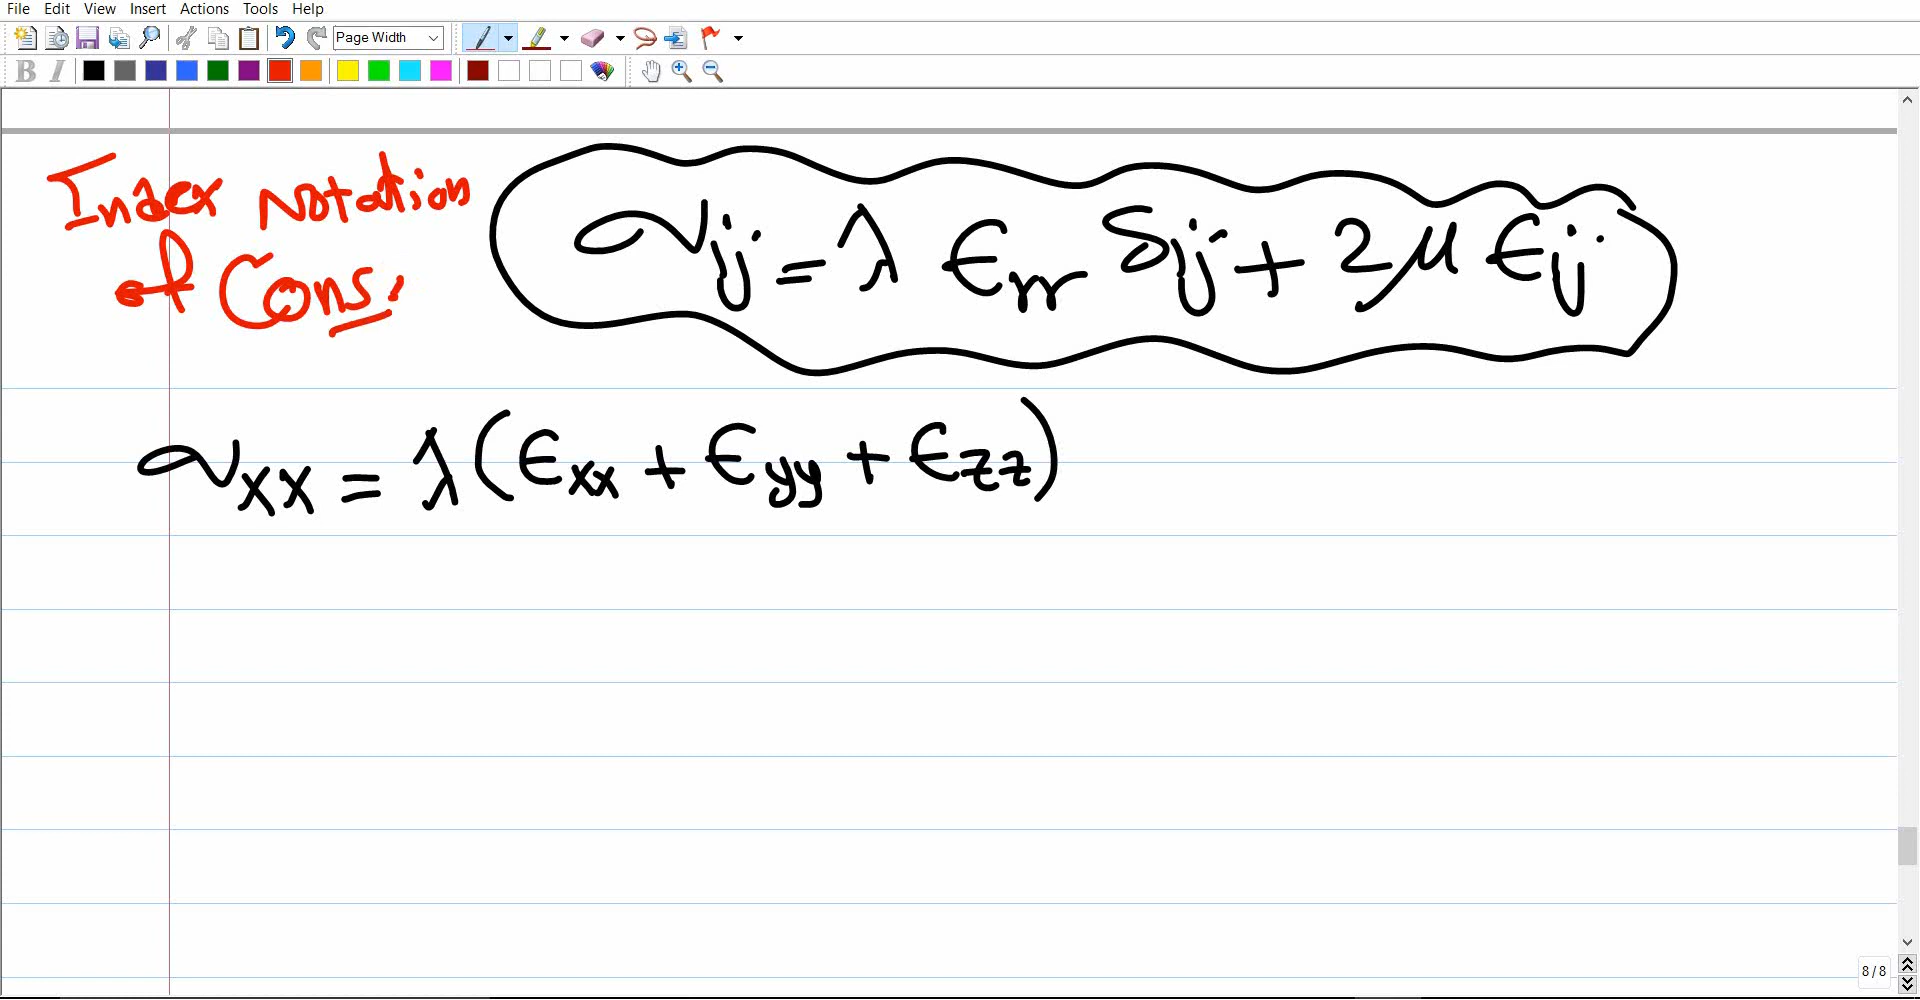 File Edit View Insert Actions Tools Help
Page Width
B I
Index Notation
of Cons.
σij = λ ϵrr δij + 2μ ϵij
σxx = λ(ϵxx + ϵyy + ϵzz)
8 / 8